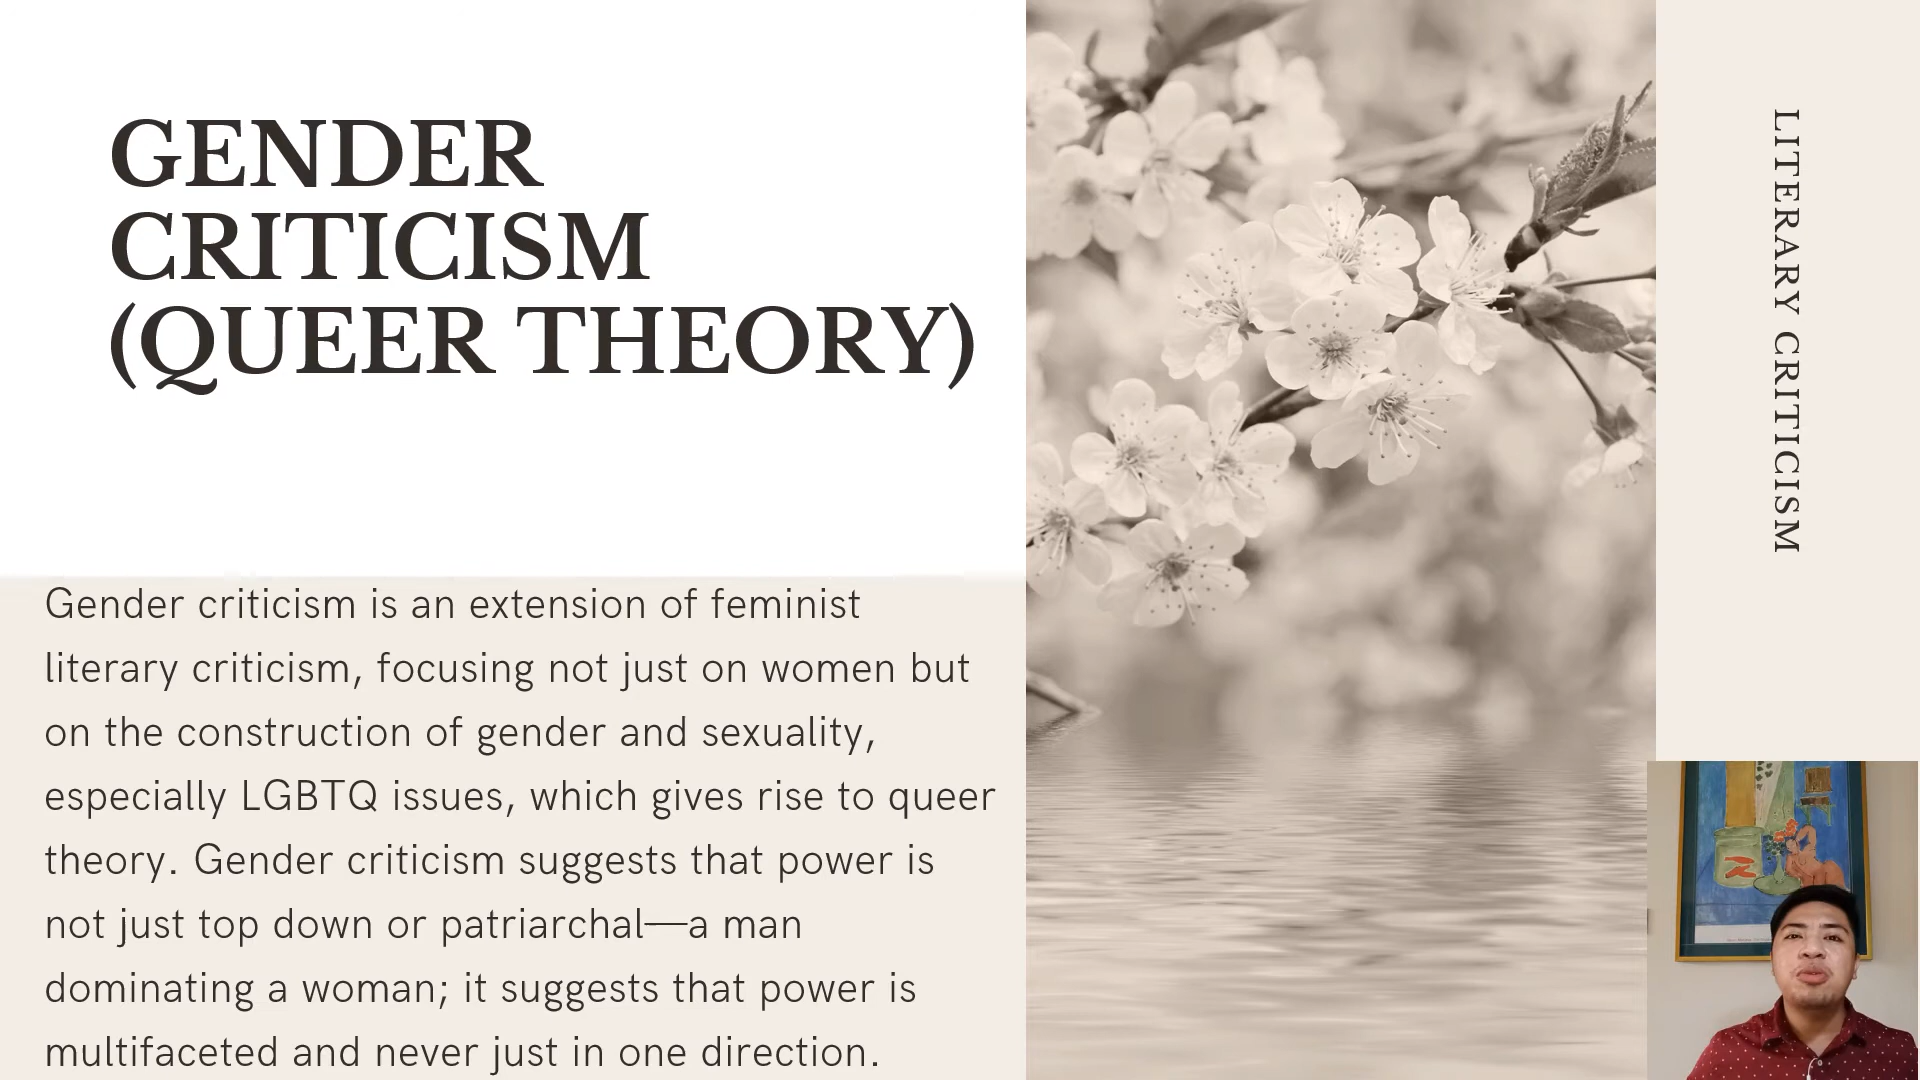 GENDER
CRITICISM
(QUEER THEORY)
Gender criticism is an extension of feminist
literary criticism, focusing not just on women but
on the construction of gender and sexuality,
especially LGBTQ issues, which gives rise to queer
theory. Gender criticism suggests that power is
not just top down or patriarchal—a man
dominating a woman; it suggests that power is
multifaceted and never just in one direction.
LITERARY CRITICISM